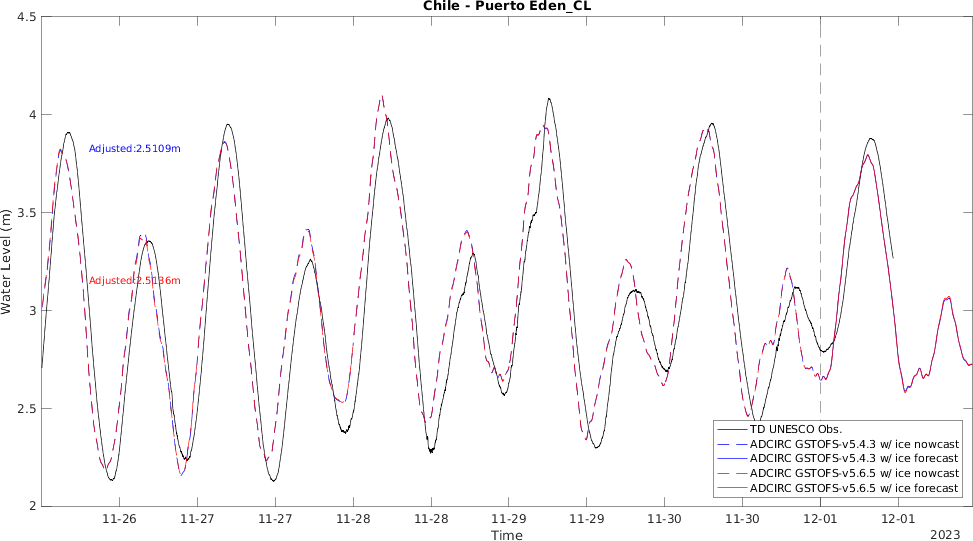 Chile - Puerto Eden_CL
4.5
4
3.5
3
2.5
2
Water Level (m)
Adjusted:2.5109m
Adjusted:2.5136m
TD UNESCO Obs.
ADCIRC GSTOFS-v5.4.3 w/ ice nowcast
ADCIRC GSTOFS-v5.4.3 w/ ice forecast
ADCIRC GSTOFS-v5.6.5 w/ ice nowcast
ADCIRC GSTOFS-v5.6.5 w/ ice forecast
11-26 11-27 11-27 11-28 11-28 11-29 11-29 11-30 11-30 12-01 12-01
Time
2023